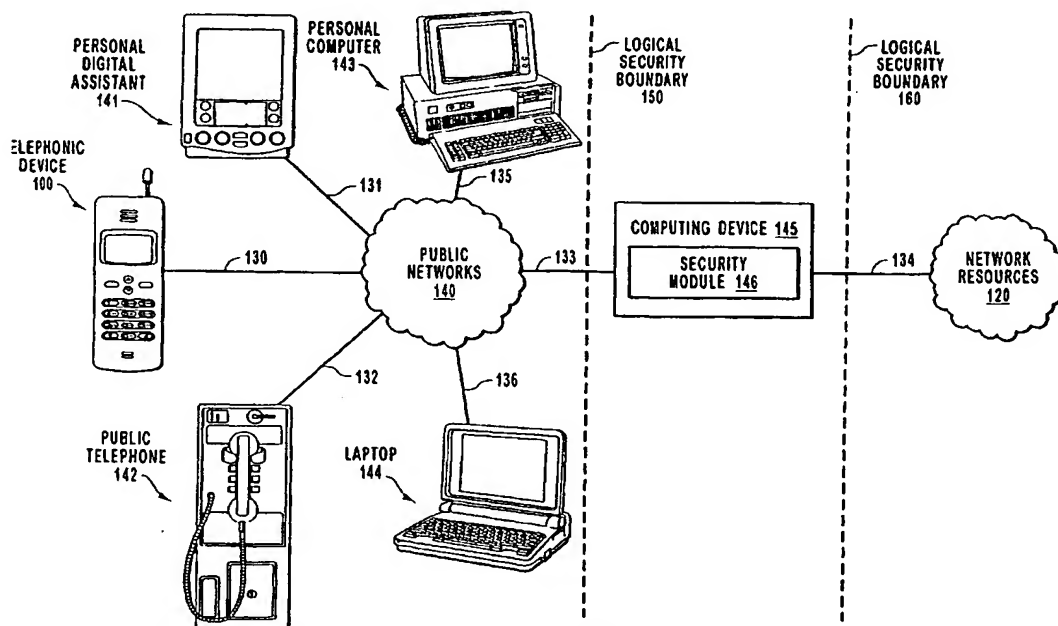 PERSONAL
DIGITAL
ASSISTANT
141
PERSONAL
COMPUTER
143
LOGICAL
SECURITY
BOUNDARY
150
LOGICAL
SECURITY
BOUNDARY
160
ELEPHONIC
DEVICE
100
131
135
130
PUBLIC
NETWORKS
140
133
COMPUTING DEVICE 145
SECURITY
MODULE 146
134
NETWORK
RESOURCES
120
132
136
PUBLIC
TELEPHONE
142
LAPTOP
144